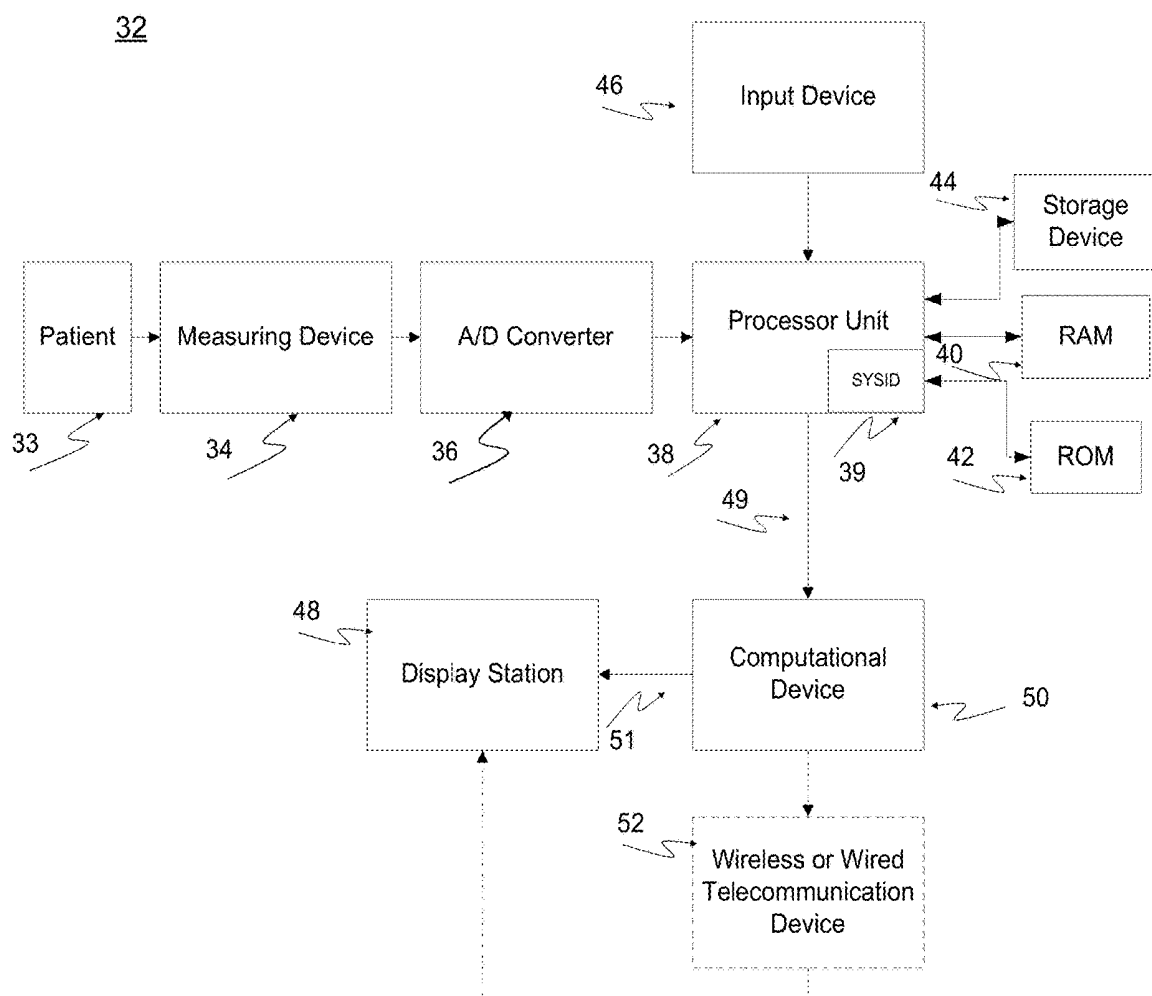 32
46
Input Device
44
Storage
Device
Patient
Measuring Device
A/D Converter
Processor Unit
SYSID
40
RAM
33
34
36
38
39
42
ROM
49
48
Display Station
Computational
Device
51
50
52
Wireless or Wired
Telecommunication
Device